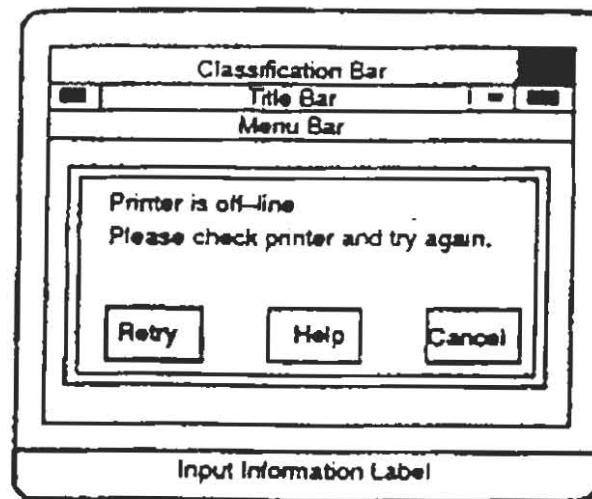 Classification Bar
Title Bar
Menu Bar
Printer is off-line
Please check printer and try again.
Retry Help Cancel
Input Information Label